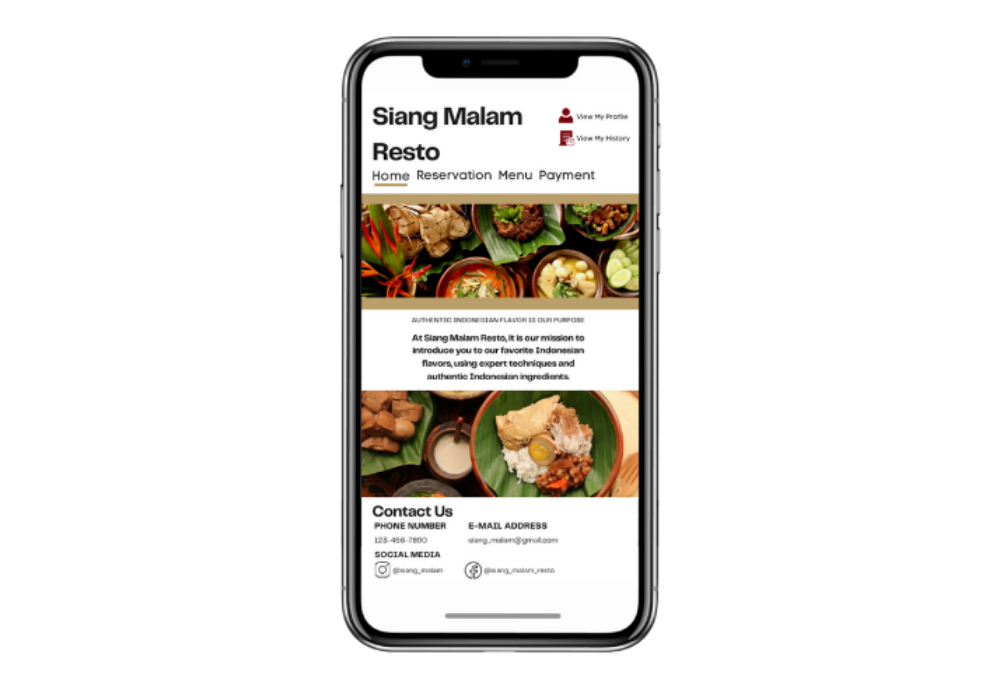 Siang Malam
Resto
View My Profile
View My History
Home Reservation Menu Payment
AUTHENTIC INDONESIAN FLAVOR IS OUR PURPOSE
At Siang Malam Resto, it is our mission to
introduce you to our favorite Indonesian
flavors, using expert techniques and
authentic Indonesian ingredients.
Contact Us
PHONE NUMBER E-MAIL ADDRESS
123-456-7890 siang_malam@gmail.com
SOCIAL MEDIA
@siang_malam @siang_malam_resto